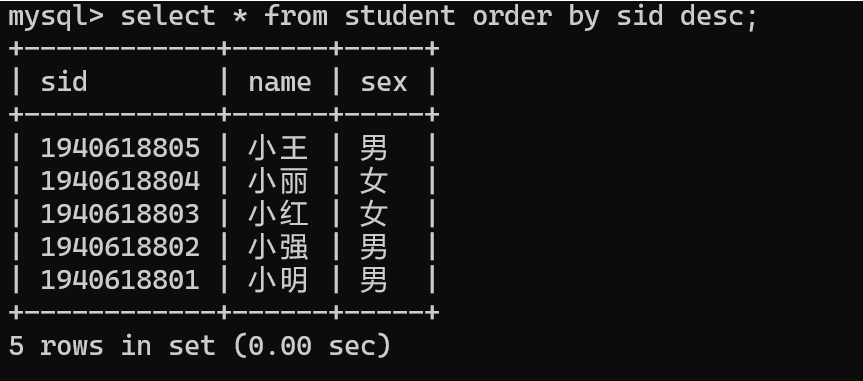 mysql> select * from student order by sid desc;
+------------+------+-----+
| sid        | name | sex |
+------------+------+-----+
| 1940618805 | 小王 | 男  |
| 1940618804 | 小丽 | 女  |
| 1940618803 | 小红 | 女  |
| 1940618802 | 小强 | 男  |
| 1940618801 | 小明 | 男  |
+------------+------+-----+
5 rows in set (0.00 sec)